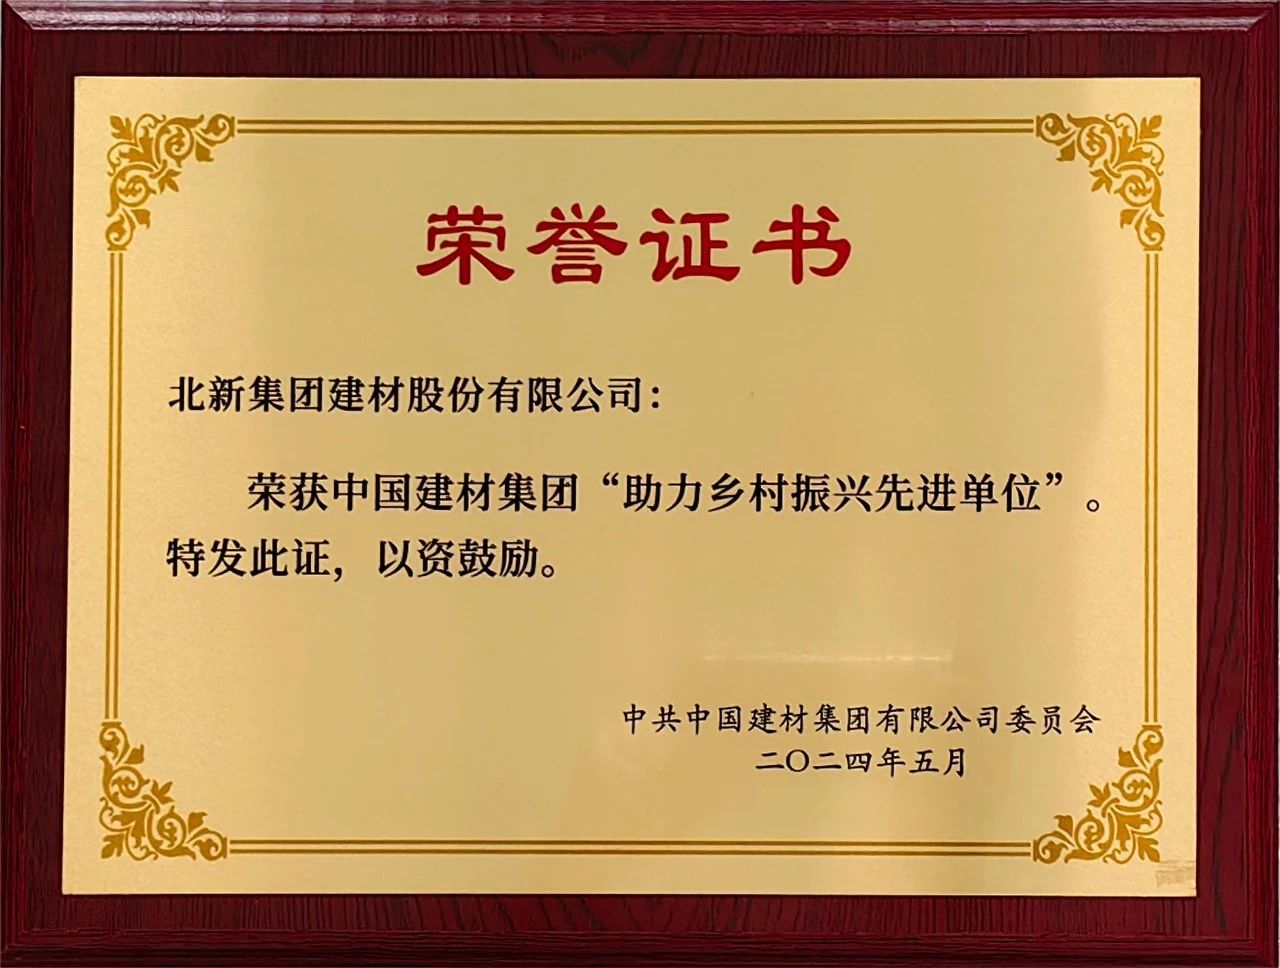 荣誉证书
北新集团建材股份有限公司：
荣获中国建材集团“助力乡村振兴先进单位”。
特发此证，以资鼓励。
中共中国建材集团有限公司委员会
二〇二四年五月